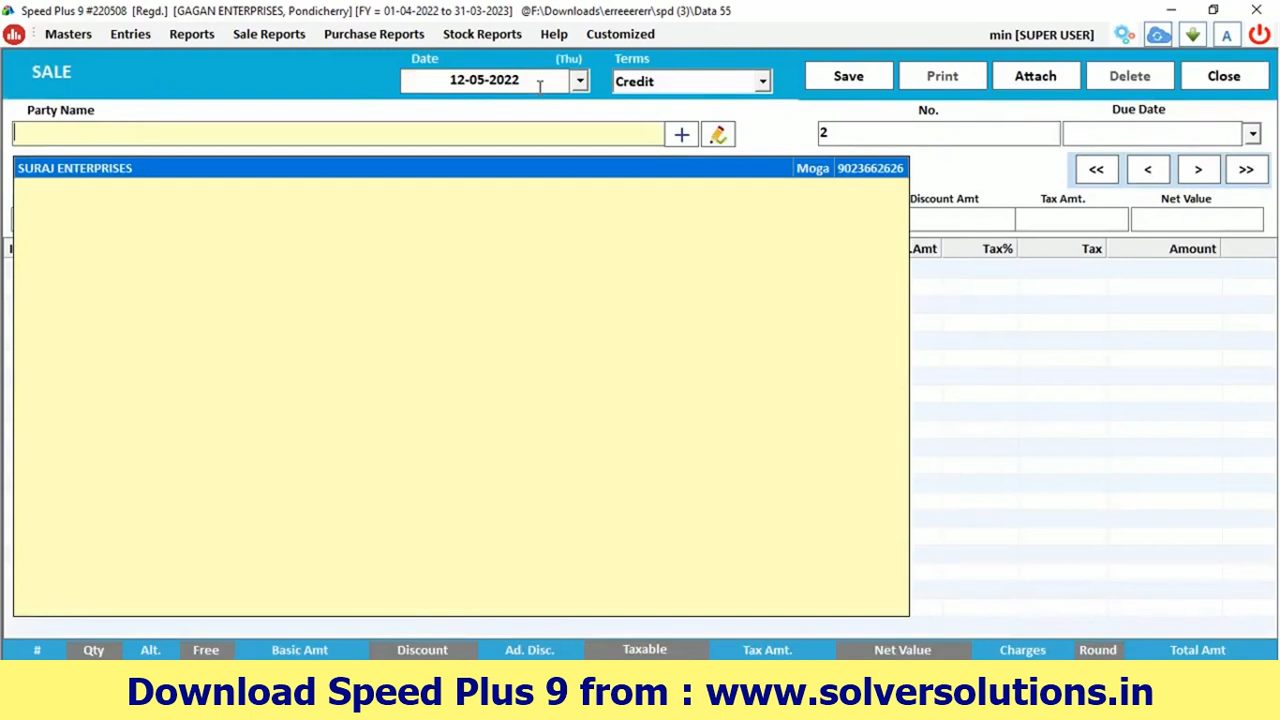 Speed Plus 9 #220508 [Regd.] [GAGAN ENTERPRISES, Pondicherry] [FY = 01-04-2022 to 31-03-2023] @F:\Downloads\erreeererr\spd (3)\Data 55
Masters Entries Reports Sale Reports Purchase Reports Stock Reports Help Customized min [SUPER USER] A
Date (Thu) Terms
SALE 12-05-2022 Credit Save Print Attach Delete Close
Party Name No. Due Date
+ 2
SURAJ ENTERPRISES Moga 9023662626 << < > >>
Discount Amt Tax Amt. Net Value
.Amt Tax% Tax Amount
# Qty Alt. Free Basic Amt Discount Ad. Disc. Taxable Tax Amt. Net Value Charges Round Total Amt
Download Speed Plus 9 from : www.solversolutions.in